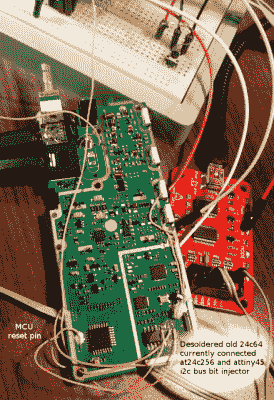 MCU
reset pin
Desoldered old 24c64
currently connected
at24c256 and attiny45
i2c bus bit injector